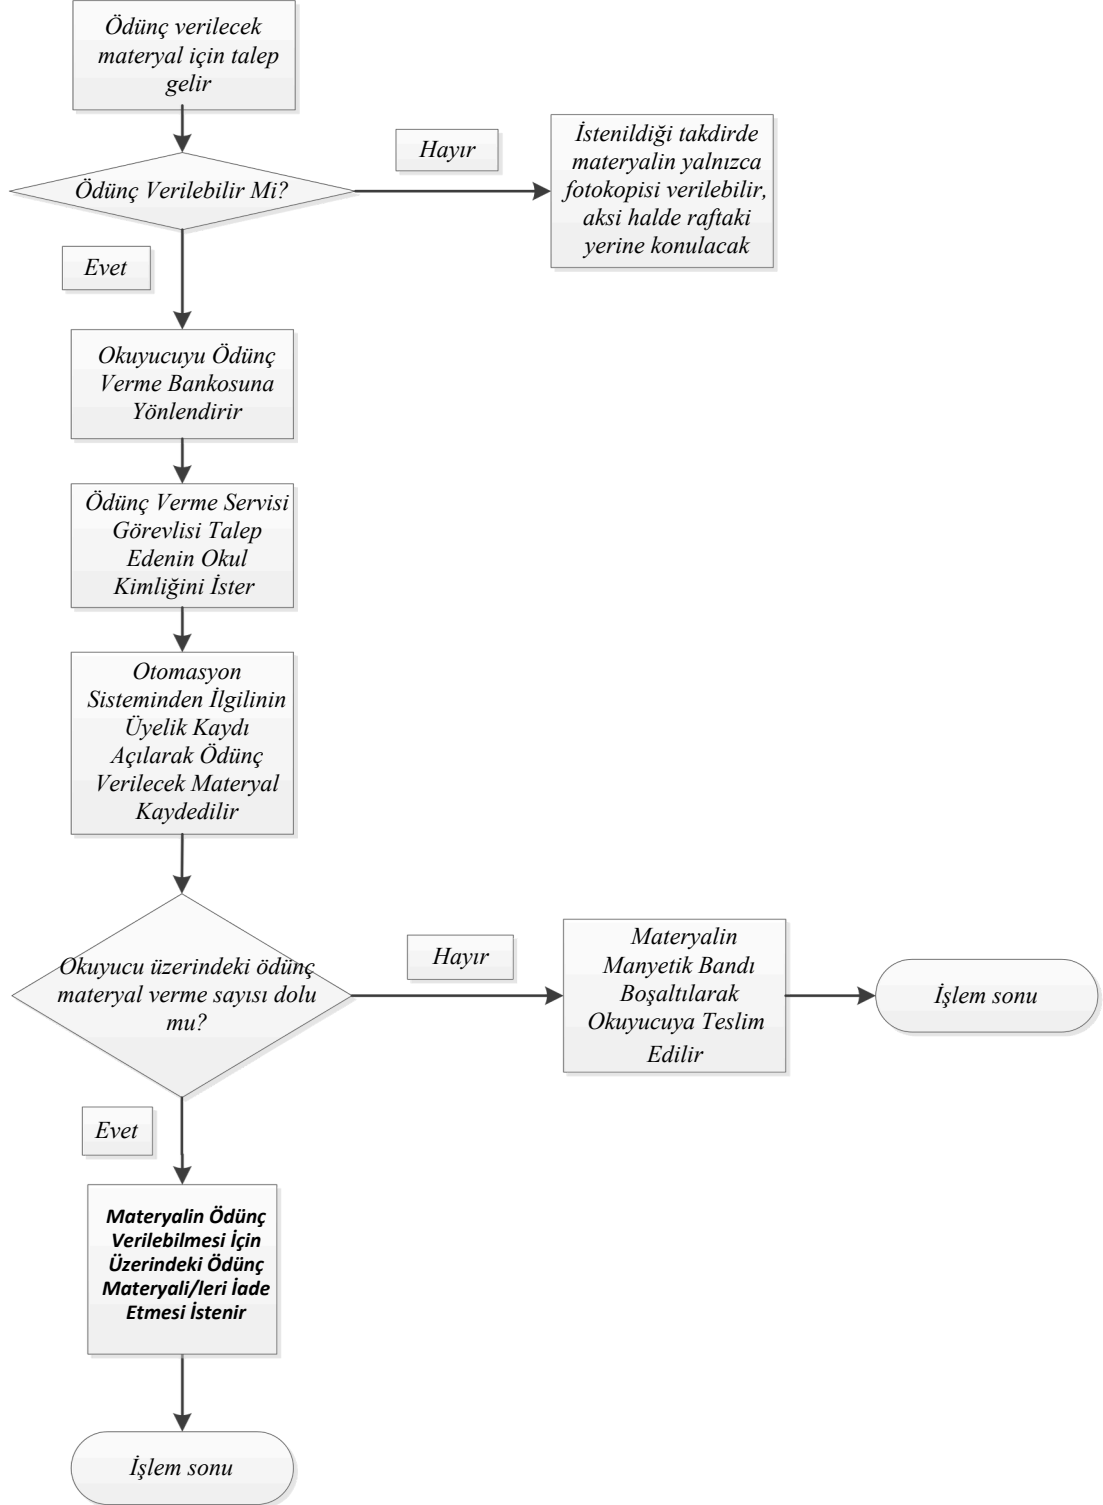 Ödünç verilecek
materyal için talep
gelir
Hayır
İstenildiği takdirde
materyalin yalnızca
fotokopisi verilebilir,
aksi halde raftaki
yerine konulacak
Ödünç Verilebilir Mi?
Evet
Okuyucuyu Ödünç
Verme Bankosuna
Yönlendirir
Ödünç Verme Servisi
Görevlisi Talep
Edenin Okul
Kimliğini İster
Otomasyon
Sisteminden İlgilinin
Üyelik Kaydı
Açılarak Ödünç
Verilecek Materyal
Kaydedilir
Okuyucu üzerindeki ödünç
materyal verme sayısı dolu
mu?
Hayır
Materyalin
Manyetik Bandı
Boşaltılarak
Okuyucuya Teslim
Edilir
İşlem sonu
Evet
Materyalin Ödünç
Verilebilmesi İçin
Üzerindeki Ödünç
Materyali/leri İade
Etmesi İstenir
İşlem sonu